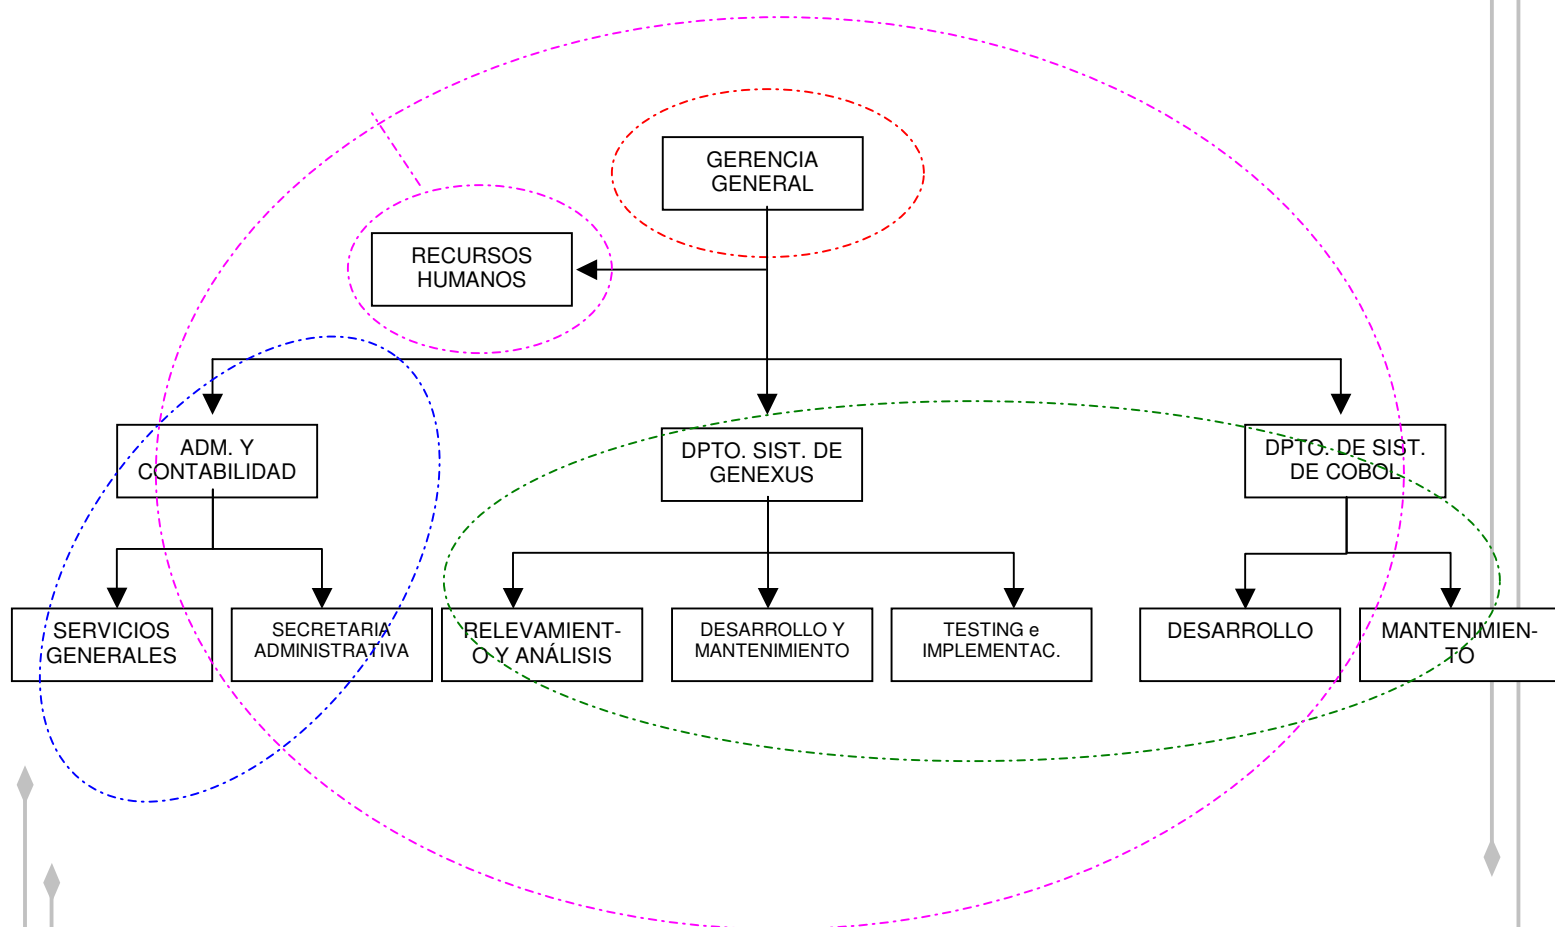 GERENCIA
GENERAL
RECURSOS
HUMANOS
ADM. Y
CONTABILIDAD
DPTO. SIST. DE
GENEXUS
DPTO. DE SIST.
DE COBOL
SERVICIOS
GENERALES
SECRETARIA
ADMINISTRATIVA
RELEVAMIENT-
O Y ANÁLISIS
DESARROLLO Y
MANTENIMIENTO
TESTING e
IMPLEMENTAC.
DESARROLLO
MANTENIMIEN-
TO